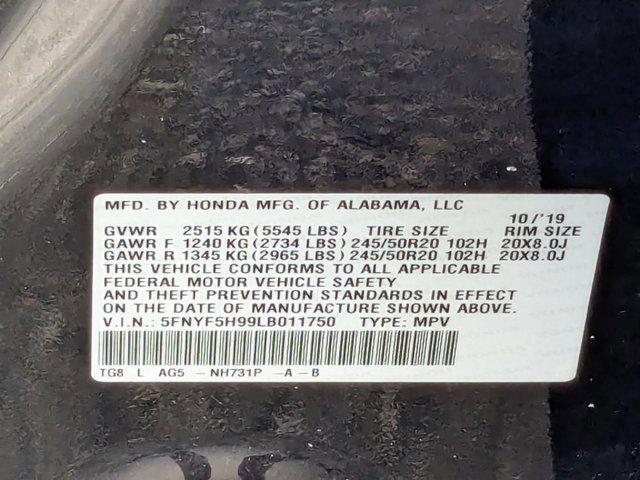 MFD. BY HONDA MFG. OF ALABAMA, LLC
10/'19
GVWR 2515 KG (5545 LBS) TIRE SIZE RIM SIZE
GAWR F 1240 KG (2734 LBS) 245/50R20 102H 20X8.0J
GAWR R 1345 KG (2965 LBS) 245/50R20 102H 20X8.0J
THIS VEHICLE CONFORMS TO ALL APPLICABLE
FEDERAL MOTOR VEHICLE SAFETY
AND THEFT PREVENTION STANDARDS IN EFFECT
ON THE DATE OF MANUFACTURE SHOWN ABOVE.
V.I.N.: 5FNYF5H99LB011750 TYPE: MPV
TG8 L AG5 - NH731P -A-B